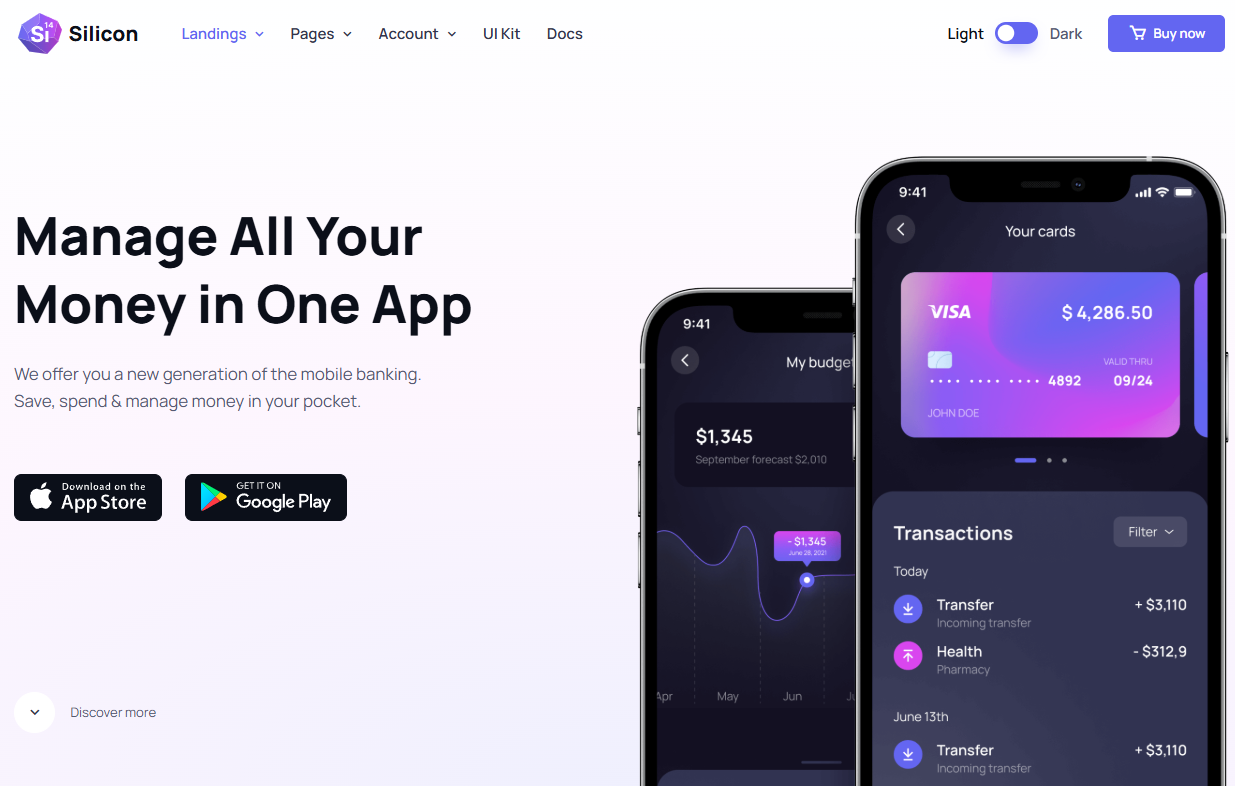 14
Si
Silicon
Landings
Pages
Account
UI Kit
Docs
Light
Dark
Buy now
Manage All Your
Money in One App
We offer you a new generation of the mobile banking.
Save, spend & manage money in your pocket.
Download on the
App Store
GET IT ON
Google Play
Discover more
9:41
My budget
$1,345
September forecast $2,010
- $1,345
June 28, 2021
Apr
May
Jun
9:41
Your cards
VISA
$ 4,286.50
VALID THRU
•••• •••• •••• 4892
09/24
JOHN DOE
Transactions
Filter
Today
Transfer
+ $3,110
Incoming transfer
Health
- $312,9
Pharmacy
June 13th
Transfer
+ $3,110
Incoming transfer